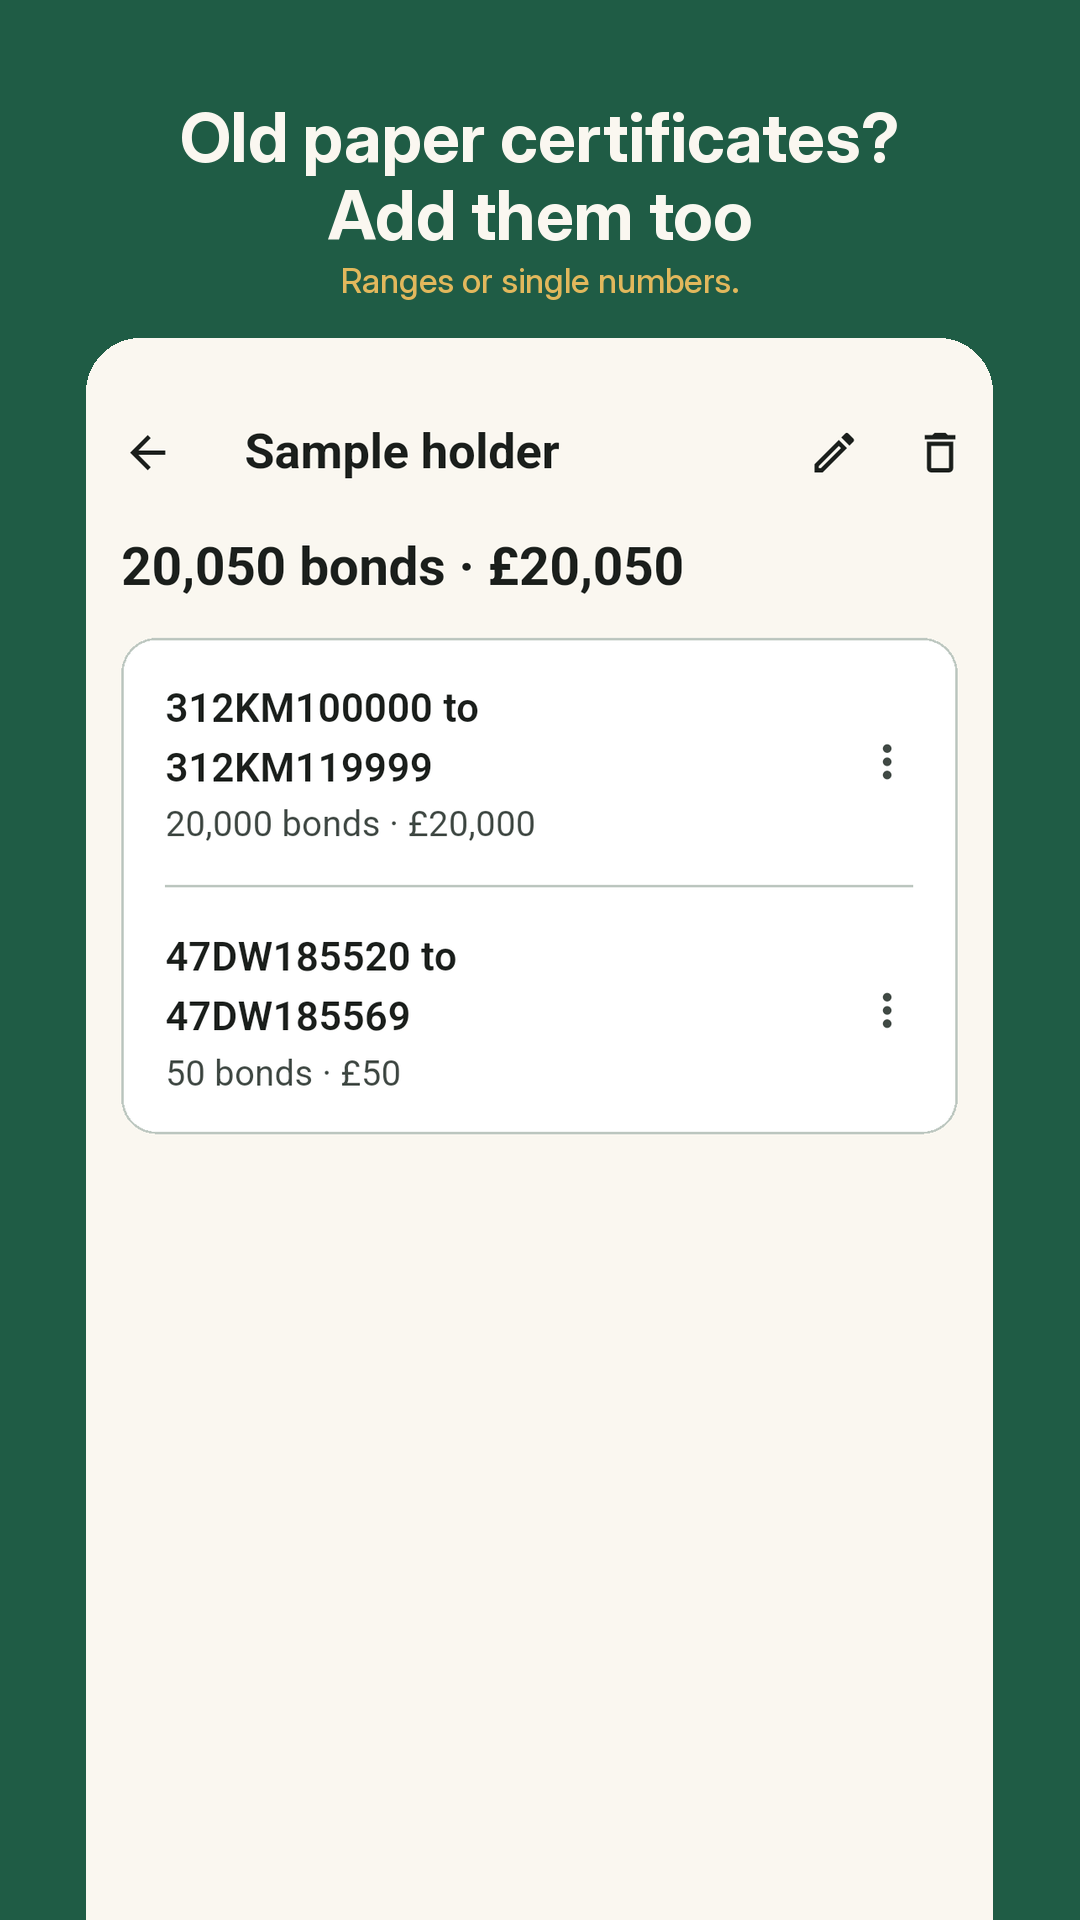 Old paper certificates?
Add them too
Ranges or single numbers.
Sample holder
20,050 bonds · £20,050
312KM100000 to
312KM119999
20,000 bonds · £20,000
47DW185520 to
47DW185569
50 bonds · £50